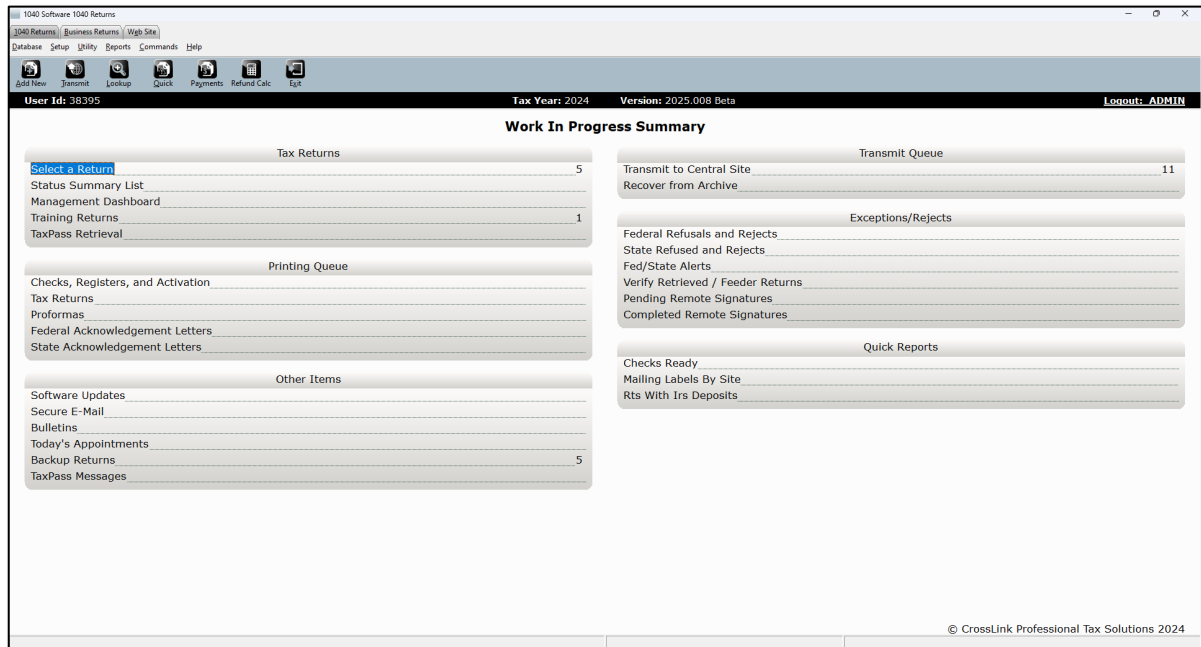 1040 Software 1040 Returns
1040 Returns Business Returns Web Site
Database Setup Utility Reports Commands Help
Add New Transmit Lookup Quick Payments Refund Calc Exit
User Id: 38395 Tax Year: 2024 Version: 2025.008 Beta Logout: ADMIN
Work In Progress Summary
Tax Returns
Select a Return 5
Status Summary List
Management Dashboard
Training Returns 1
TaxPass Retrieval
Printing Queue
Checks, Registers, and Activation
Tax Returns
Proformas
Federal Acknowledgement Letters
State Acknowledgement Letters
Other Items
Software Updates
Secure E-Mail
Bulletins
Today's Appointments
Backup Returns 5
TaxPass Messages
Transmit Queue
Transmit to Central Site 11
Recover from Archive
Exceptions/Rejects
Federal Refusals and Rejects
State Refused and Rejects
Fed/State Alerts
Verify Retrieved / Feeder Returns
Pending Remote Signatures
Completed Remote Signatures
Quick Reports
Checks Ready
Mailing Labels By Site
Rts With Irs Deposits
© CrossLink Professional Tax Solutions 2024